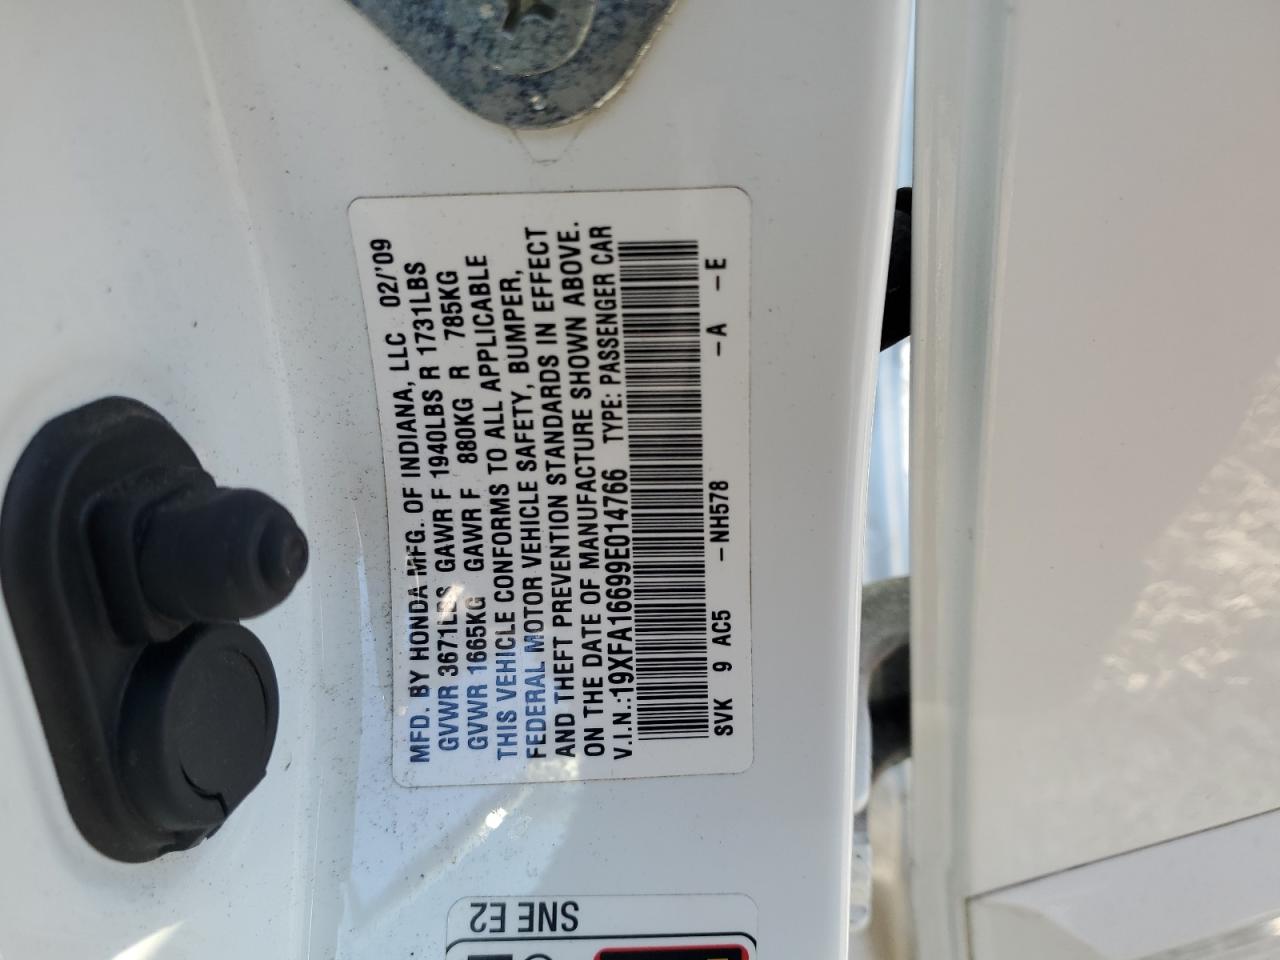 MFD. BY HONDA MFG. OF INDIANA, LLC 02/'09
GVWR 3671LBS GAWR F 1940LBS R 1731LBS
GVWR 1665KG GAWR F 880KG R 785KG
THIS VEHICLE CONFORMS TO ALL APPLICABLE
FEDERAL MOTOR VEHICLE SAFETY, BUMPER,
AND THEFT PREVENTION STANDARDS IN EFFECT
ON THE DATE OF MANUFACTURE SHOWN ABOVE.
V.I.N.:19XFA16699E014766 TYPE: PASSENGER CAR
SVK 9 AC5 -NH578 -A -E
SNE E2